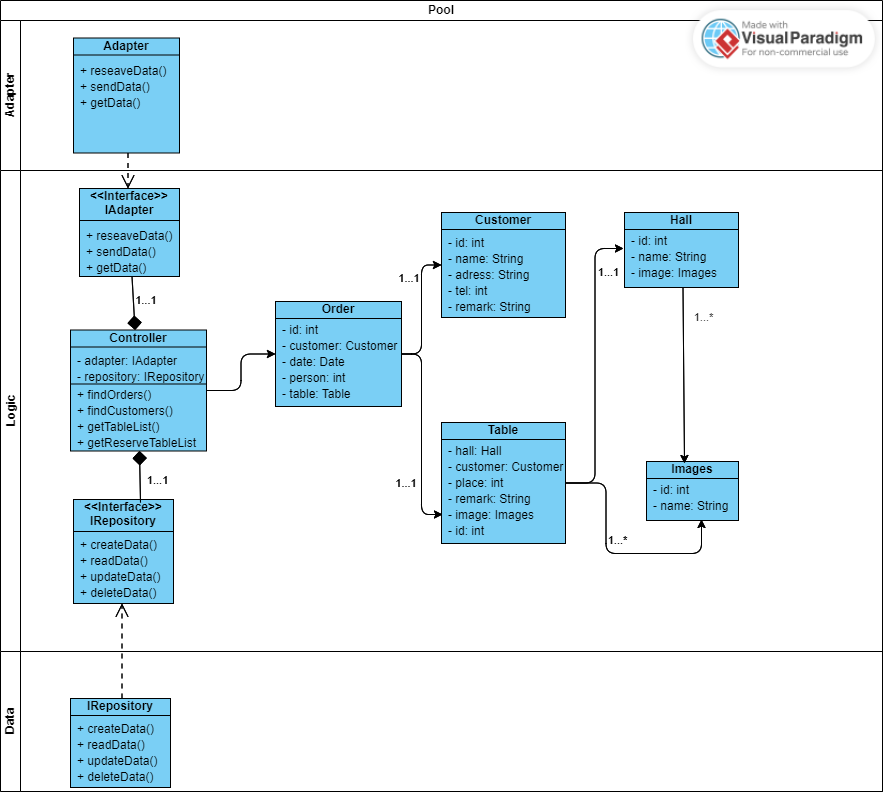 Pool
Made with
VisualParadigm
For non-commercial use
Adapter
Adapter
+ reseaveData()
+ sendData()
+ getData()
Logic
<<Interface>>
IAdapter
+ reseaveData()
+ sendData()
+ getData()
1...1
Controller
- adapter: IAdapter
- repository: IRepository
+ findOrders()
+ findCustomers()
+ getTableList()
+ getReserveTableList
1...1
<<Interface>>
IRepository
+ createData()
+ readData()
+ updateData()
+ deleteData()
Order
- id: int
- customer: Customer
- date: Date
- person: int
- table: Table
1...1
1...1
Customer
- id: int
- name: String
- adress: String
- tel: int
- remark: String
Table
- hall: Hall
- customer: Customer
- place: int
- remark: String
- image: Images
- id: int
1...1
1...*
Hall
- id: int
- name: String
- image: Images
1...*
Images
- id: int
- name: String
Data
IRepository
+ createData()
+ readData()
+ updateData()
+ deleteData()